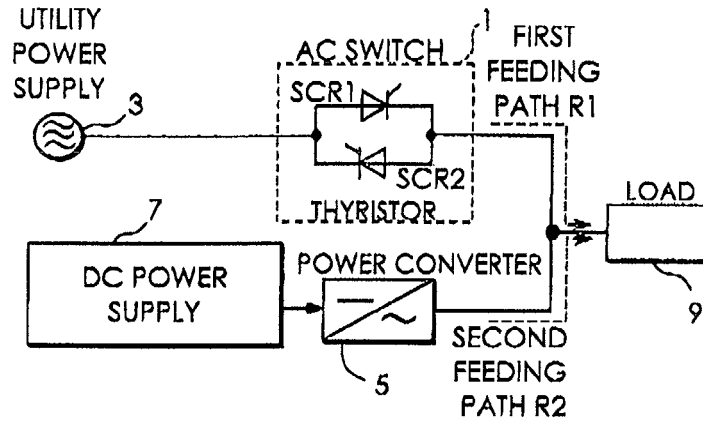 UTILITY
POWER
SUPPLY
3
AC SWITCH
1
SCR1
SCR2
THYRISTOR
FIRST
FEEDING
PATH R1
LOAD
9
7
DC POWER
SUPPLY
POWER CONVERTER
5
SECOND
FEEDING
PATH R2